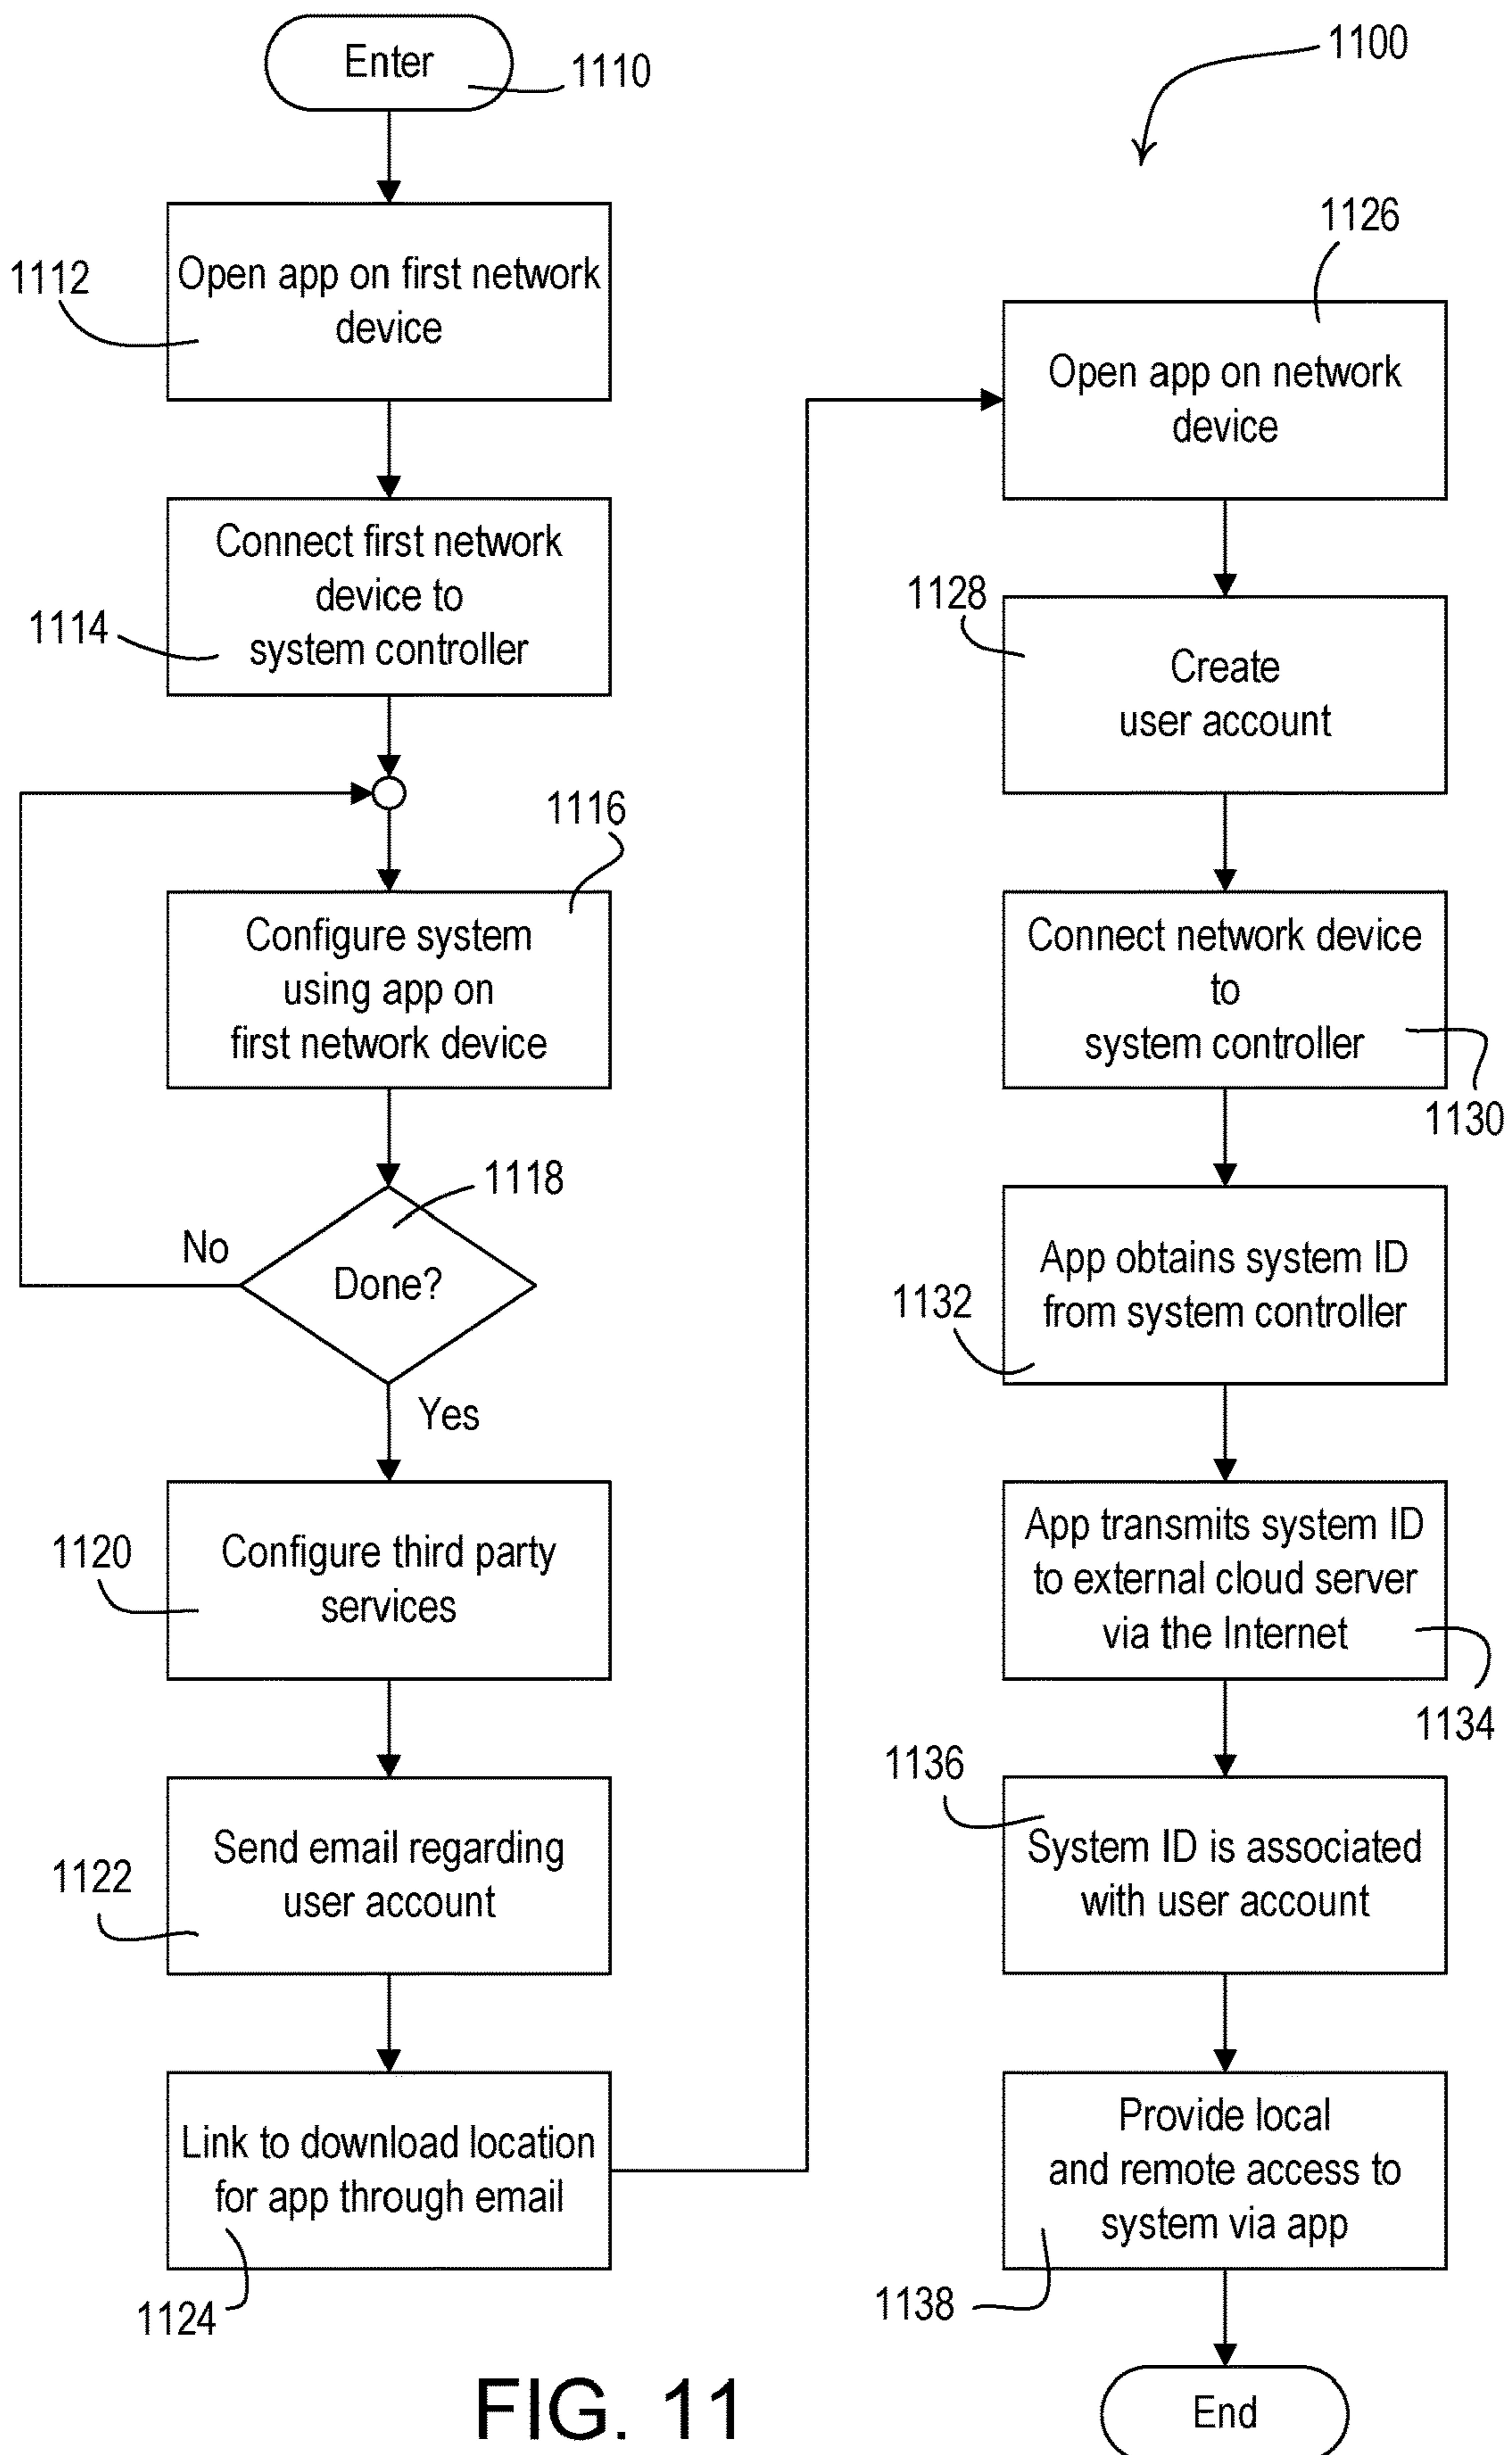 Enter
1110
1100
Open app on first network
device
1112
Connect first network
device to
system controller
1114
1116
Configure system
using app on
first network device
1118
No
Done?
Yes
1120
Configure third party
services
1122
Send email regarding
user account
Link to download location
for app through email
1124
1126
Open app on network
device
1128
Create
user account
Connect network device
to
system controller
1130
App obtains system ID
from system controller
1132
App transmits system ID
to external cloud server
via the Internet
1134
1136
System ID is associated
with user account
Provide local
and remote access to
system via app
1138
End
FIG. 11